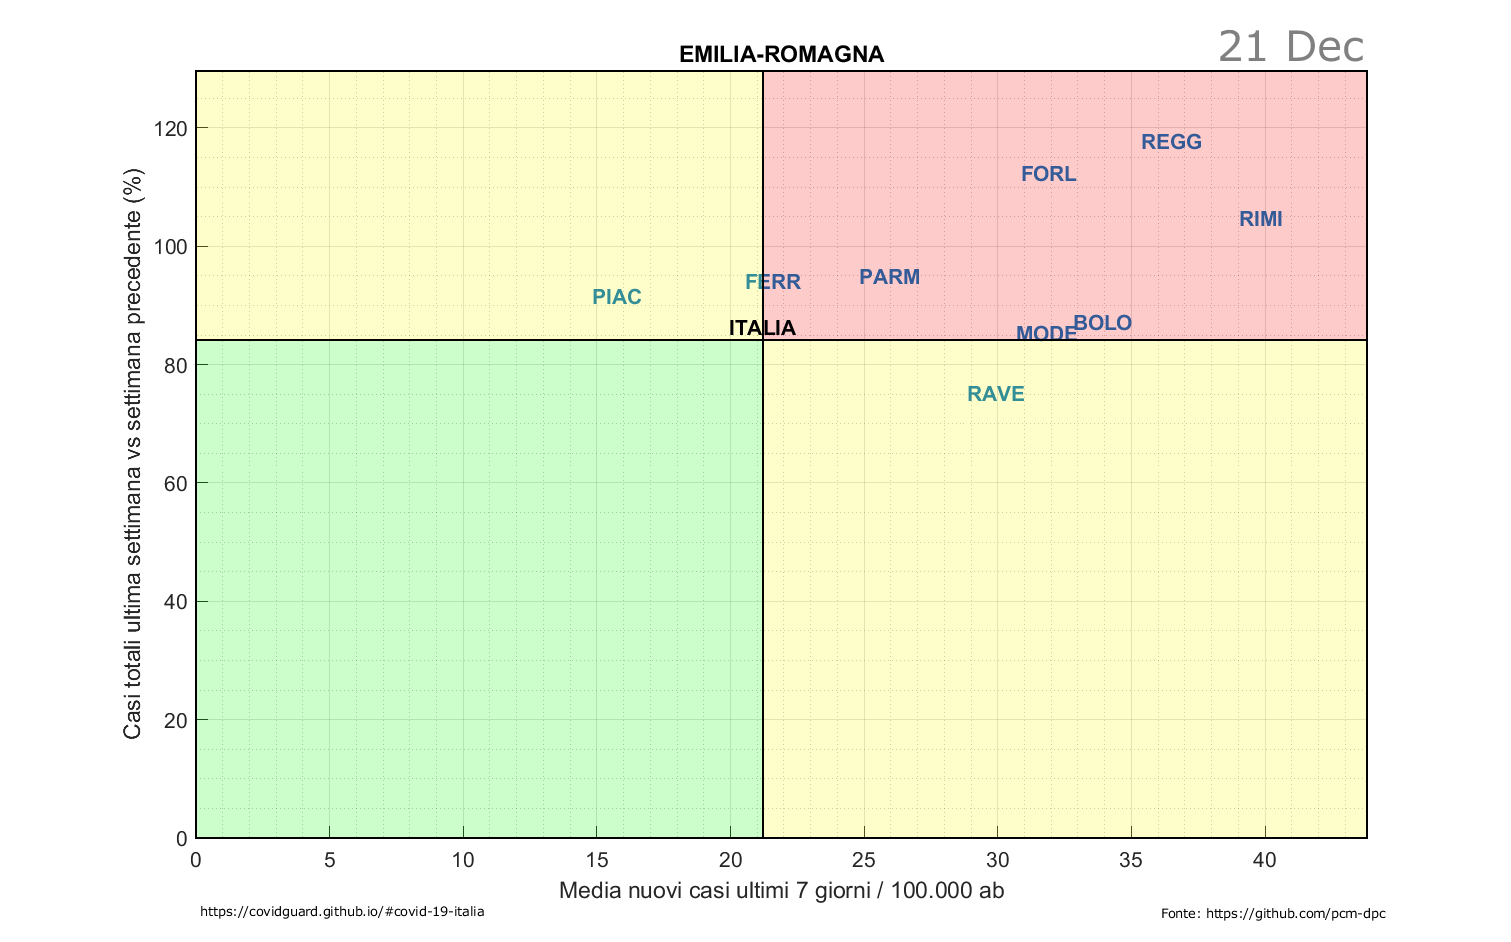 21 Dec
EMILIA-ROMAGNA
Casi totali ultima settimana vs settimana precedente (%)
120
100
80
60
40
20
0
REGG
FORL
RIMI
PARM
FERR
PIAC
BOLO
ITALIA
MODE
RAVE
0 5 10 15 20 25 30 35 40
Media nuovi casi ultimi 7 giorni / 100.000 ab
https://covidguard.github.io/#covid-19-italia
Fonte: https://github.com/pcm-dpc